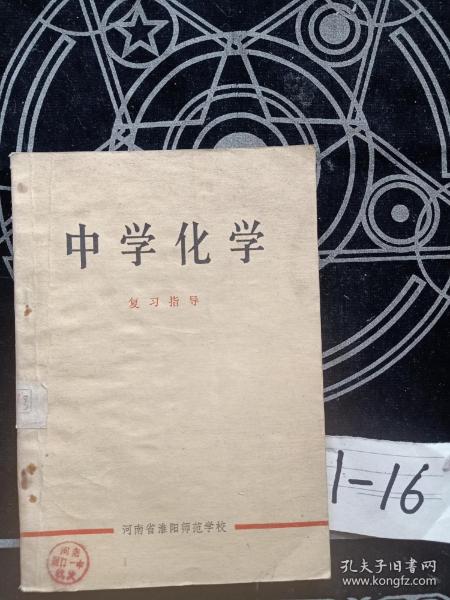 中学化学
复习指导
河南省淮阳师范学校
1-16
孔夫子旧书网
www.kongfz.com